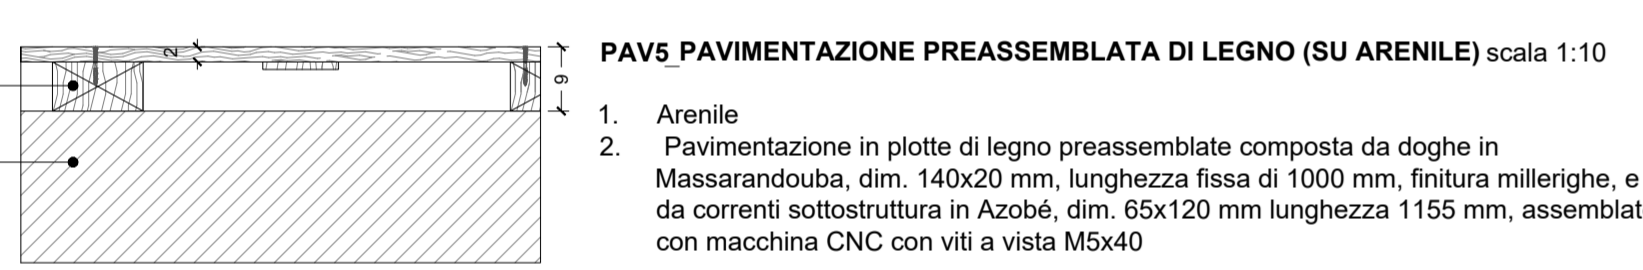 2
9
PAV5_PAVIMENTAZIONE PREASSEMBLATA DI LEGNO (SU ARENILE) scala 1:10
1. Arenile
2. Pavimentazione in plotte di legno preassemblate composta da doghe in
Massarandouba, dim. 140x20 mm, lunghezza fissa di 1000 mm, finitura millerighe, e
da correnti sottostruttura in Azobé, dim. 65x120 mm lunghezza 1155 mm, assemblat
con macchina CNC con viti a vista M5x40